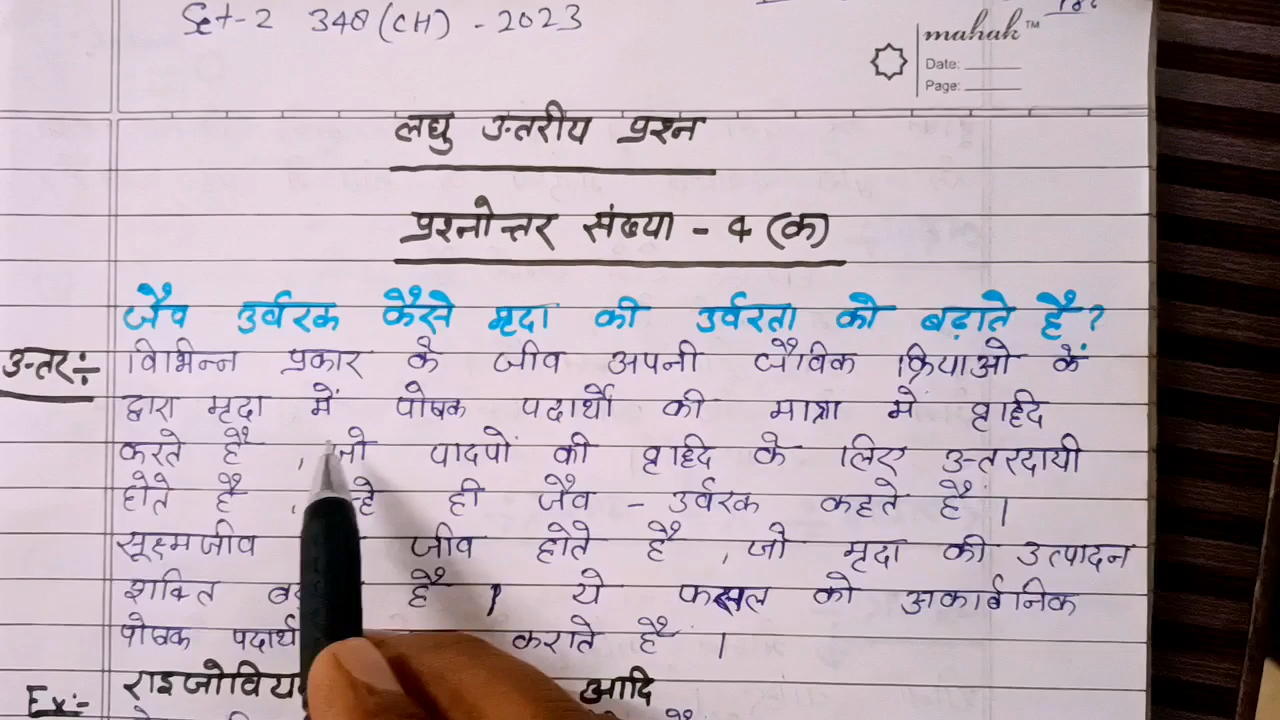 Set-2 348 (CH) - 2023
mahak™
Date:
Page:
लघु उत्तरीय प्रश्न
प्रश्नोत्तर संख्या - 4 (क)
जैव उर्वरक कैसे मृदा की उर्वरता को बढ़ाते है?
उत्तर:- विभिन्न प्रकार के जीव अपनी जैविक क्रियाओ कें
द्वारा मृदा में पोषक पदार्थों की मात्रा में वृद्धि
करते है , जो पादपों की वृद्धि के लिए उत्तरदायी
होते है , ही जैव - उर्वरक कहते है ।
सूक्ष्मजीव जीव होते है , जो मृदा की उत्पादन
शक्ति है । ये फसल को अकार्बनिक
पोषक पदार्थ कराते है ।
Ex:- आदि